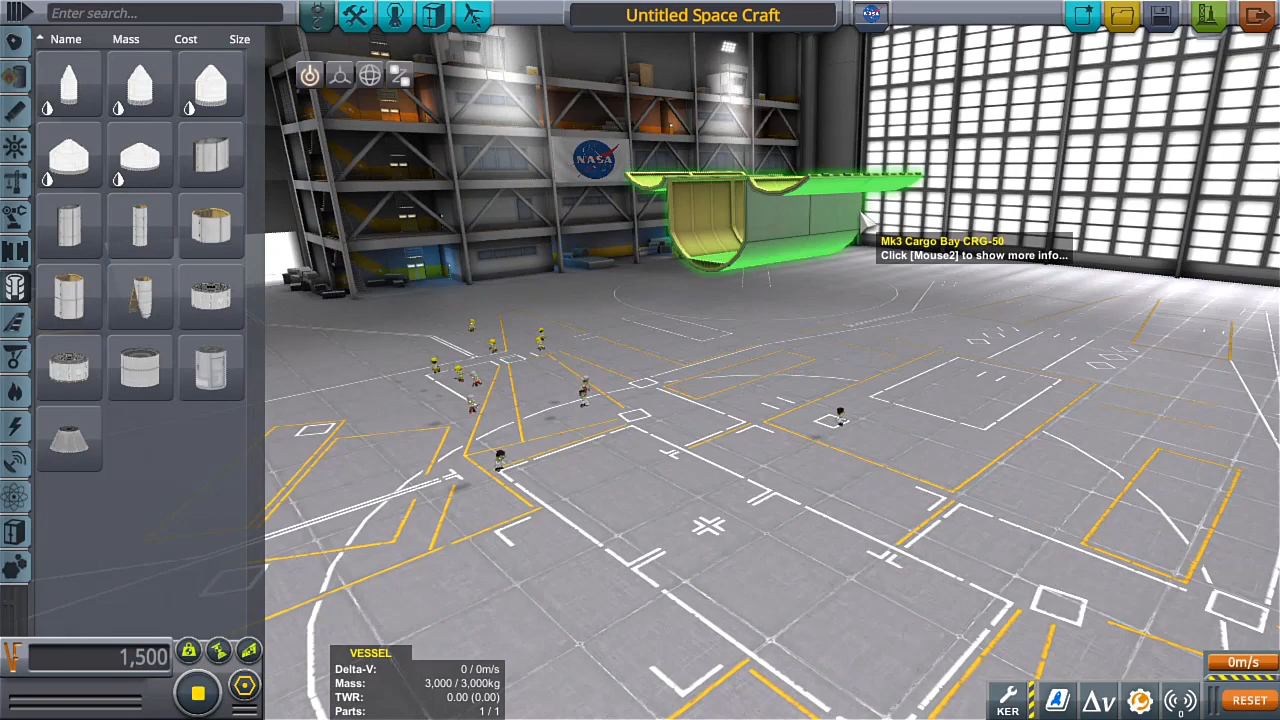 Enter search...
Untitled Space Craft
Name Mass Cost Size
NASA
Mk3 Cargo Bay CRG-50
Click [Mouse2] to show more info...
1,500
VESSEL
Delta-V: 0 / 0m/s
Mass: 3,000 / 3,000kg
TWR: 0.00 (0.00)
Parts: 1 / 1
0m/s
KER
A
Δv
0
RESET